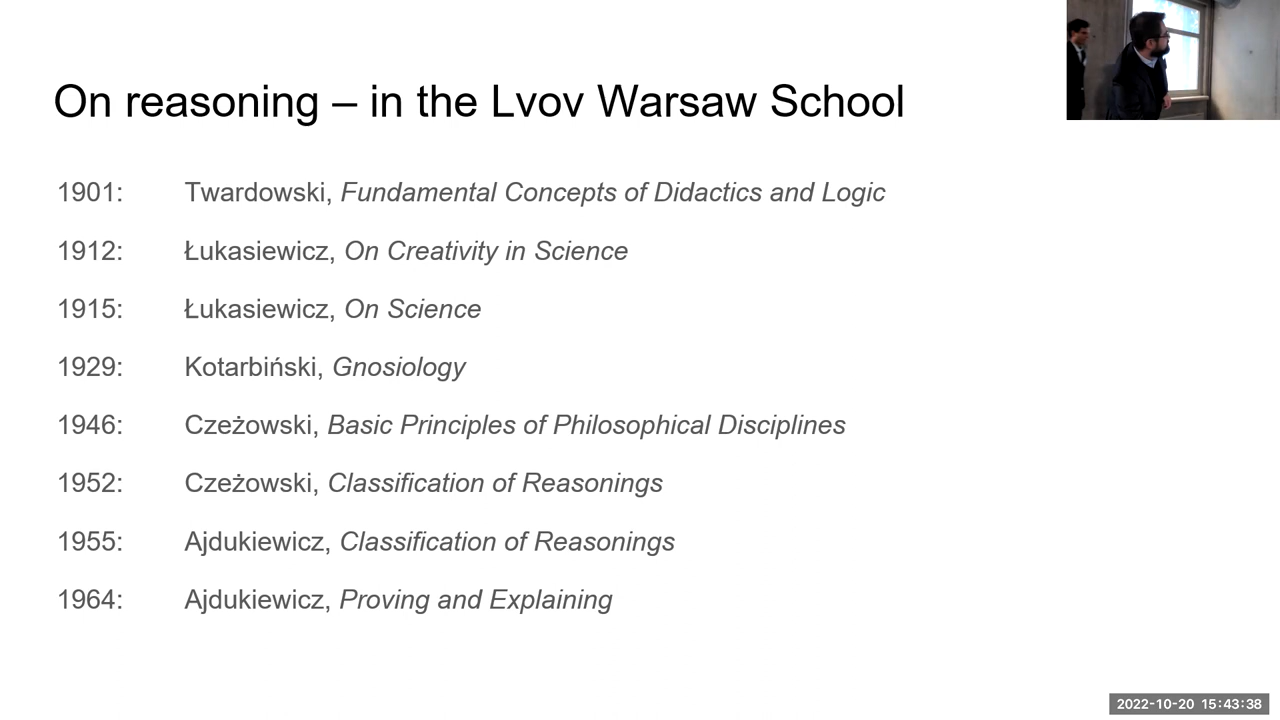 On reasoning – in the Lvov Warsaw School
1901: Twardowski, Fundamental Concepts of Didactics and Logic
1912: Łukasiewicz, On Creativity in Science
1915: Łukasiewicz, On Science
1929: Kotarbiński, Gnosiology
1946: Czeżowski, Basic Principles of Philosophical Disciplines
1952: Czeżowski, Classification of Reasonings
1955: Ajdukiewicz, Classification of Reasonings
1964: Ajdukiewicz, Proving and Explaining
2022-10-20 15:43:38